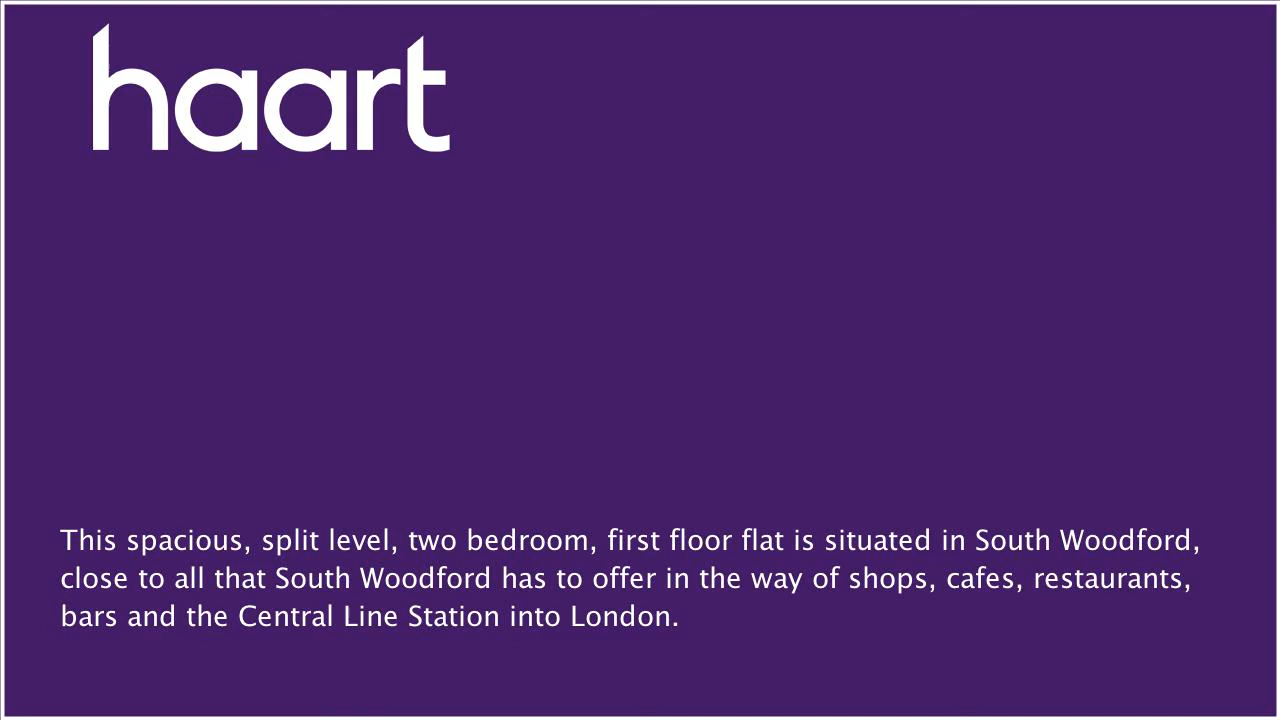 haart
This spacious, split level, two bedroom, first floor flat is situated in South Woodford,
close to all that South Woodford has to offer in the way of shops, cafes, restaurants,
bars and the Central Line Station into London.